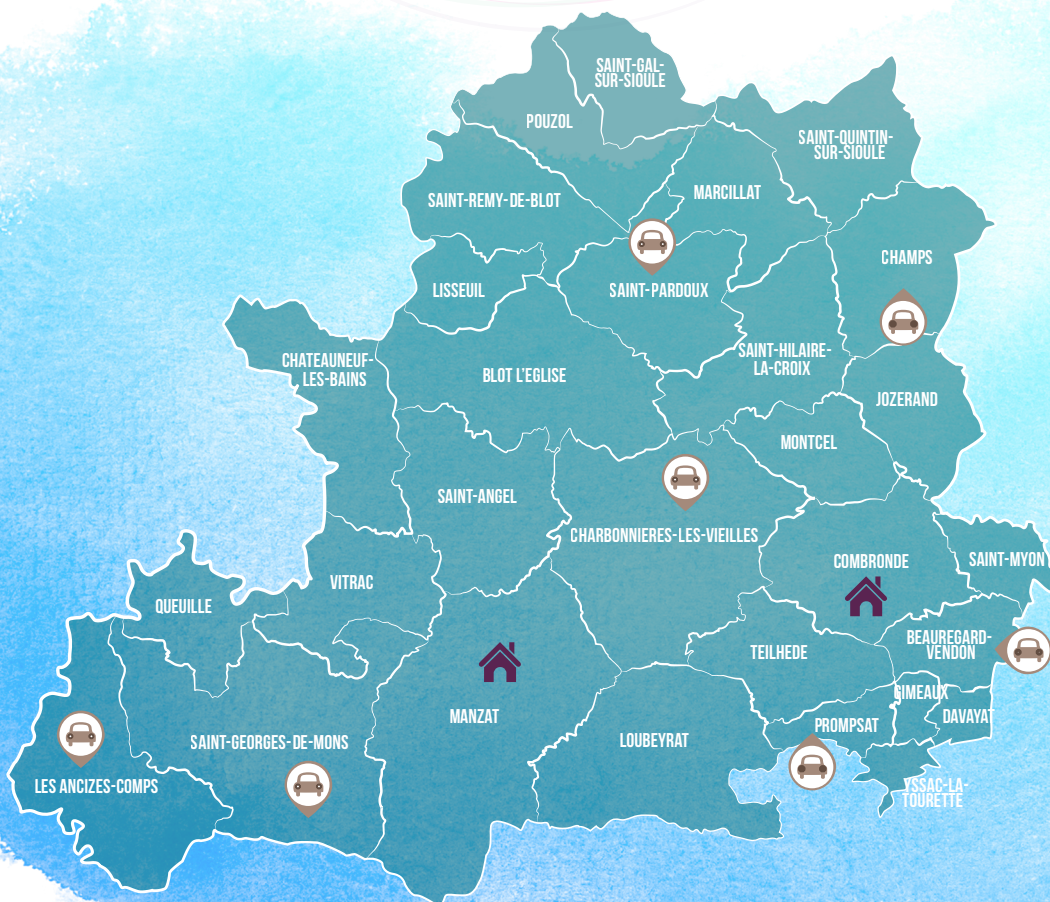 SAINT-GAL-
SUR-SIOULE
POUZOL
SAINT-QUINTIN-
SUR-SIOULE
SAINT-REMY-DE-BLOT
MARCILLAT
CHAMPS
LISSEUIL
SAINT-PARDOUX
CHATEAUNEUF-
LES-BAINS
BLOT L'EGLISE
SAINT-HILAIRE-
LA-CROIX
JOZERAND
MONTCEL
SAINT-ANGEL
CHARBONNIERES-LES-VIEILLES
COMBRONDE
SAINT-MYON
VITRAC
QUEUILLE
BEAUREGARD-
VENDON
TEILHEDE
GIMEAUX
MANZAT
PROMPSAT
DAVAYAT
SAINT-GEORGES-DE-MONS
LOUBEYRAT
LES ANCIZES-COMPS
YSSAC-LA-
TOURETTE